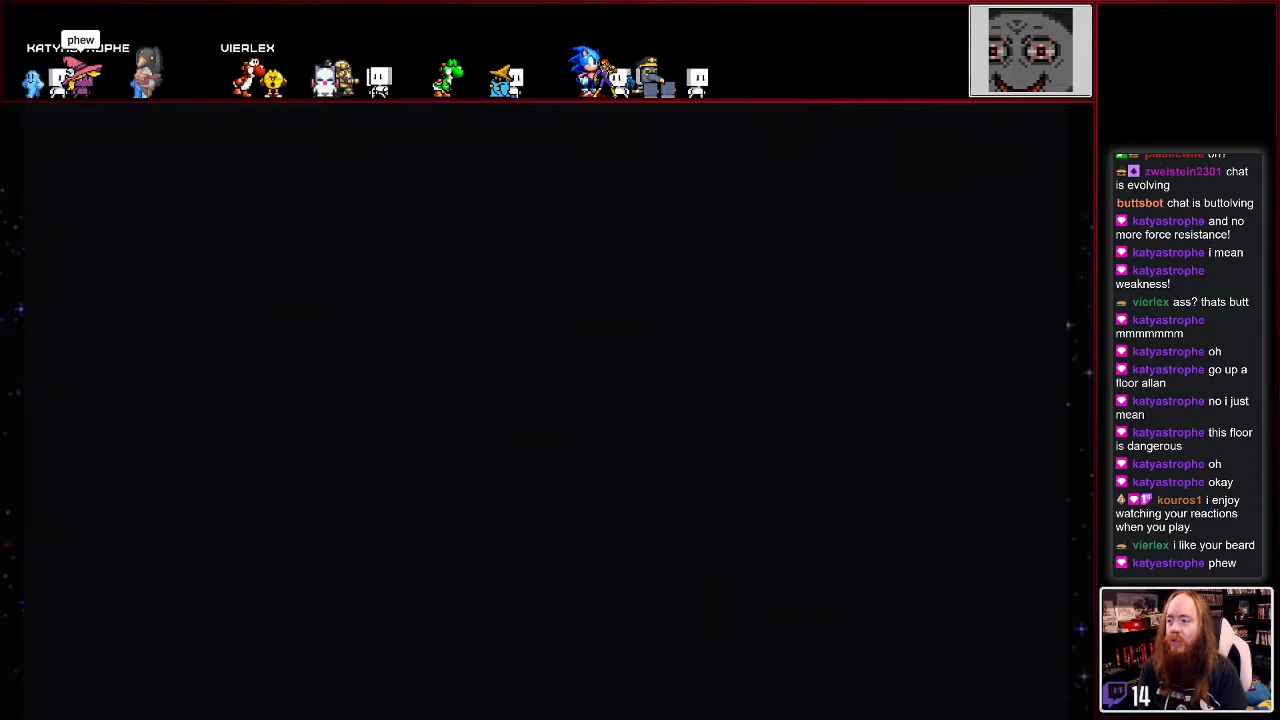 phew
KATYASTROPHE
VIERLEX
plasticwife oh?
zweistein2301 chat
is evolving
buttsbot chat is buttolving
katyastrophe and no
more force resistance!
katyastrophe i mean
katyastrophe
weakness!
vierlex ass? thats butt
katyastrophe
mmmmmmm
katyastrophe oh
katyastrophe go up a
floor allan
katyastrophe no i just
mean
katyastrophe this floor
is dangerous
katyastrophe oh
katyastrophe okay
kouros1 i enjoy
watching your reactions
when you play.
vierlex i like your beard
katyastrophe phew
14